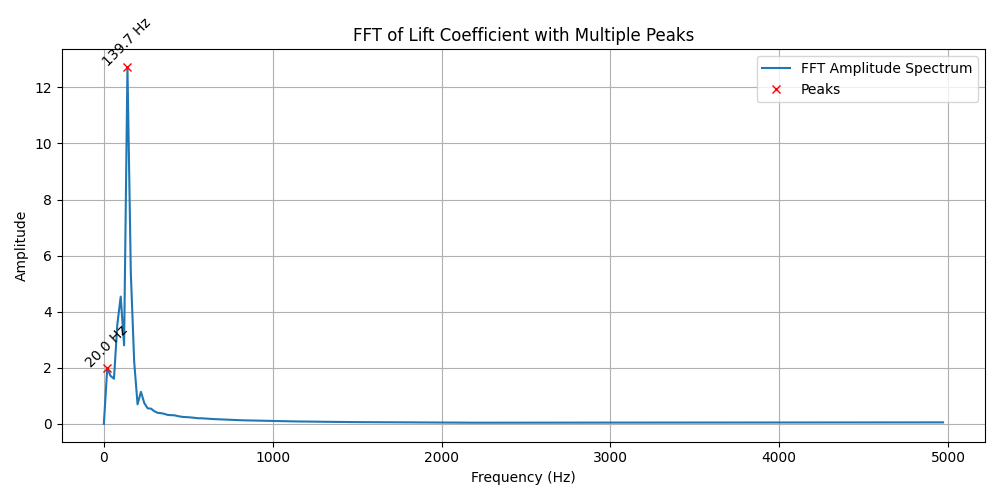 FFT of Lift Coefficient with Multiple Peaks
139.7 Hz
20.0 Hz
FFT Amplitude Spectrum
Peaks
Amplitude
12
10
8
6
4
2
0
0 1000 2000 3000 4000 5000
Frequency (Hz)